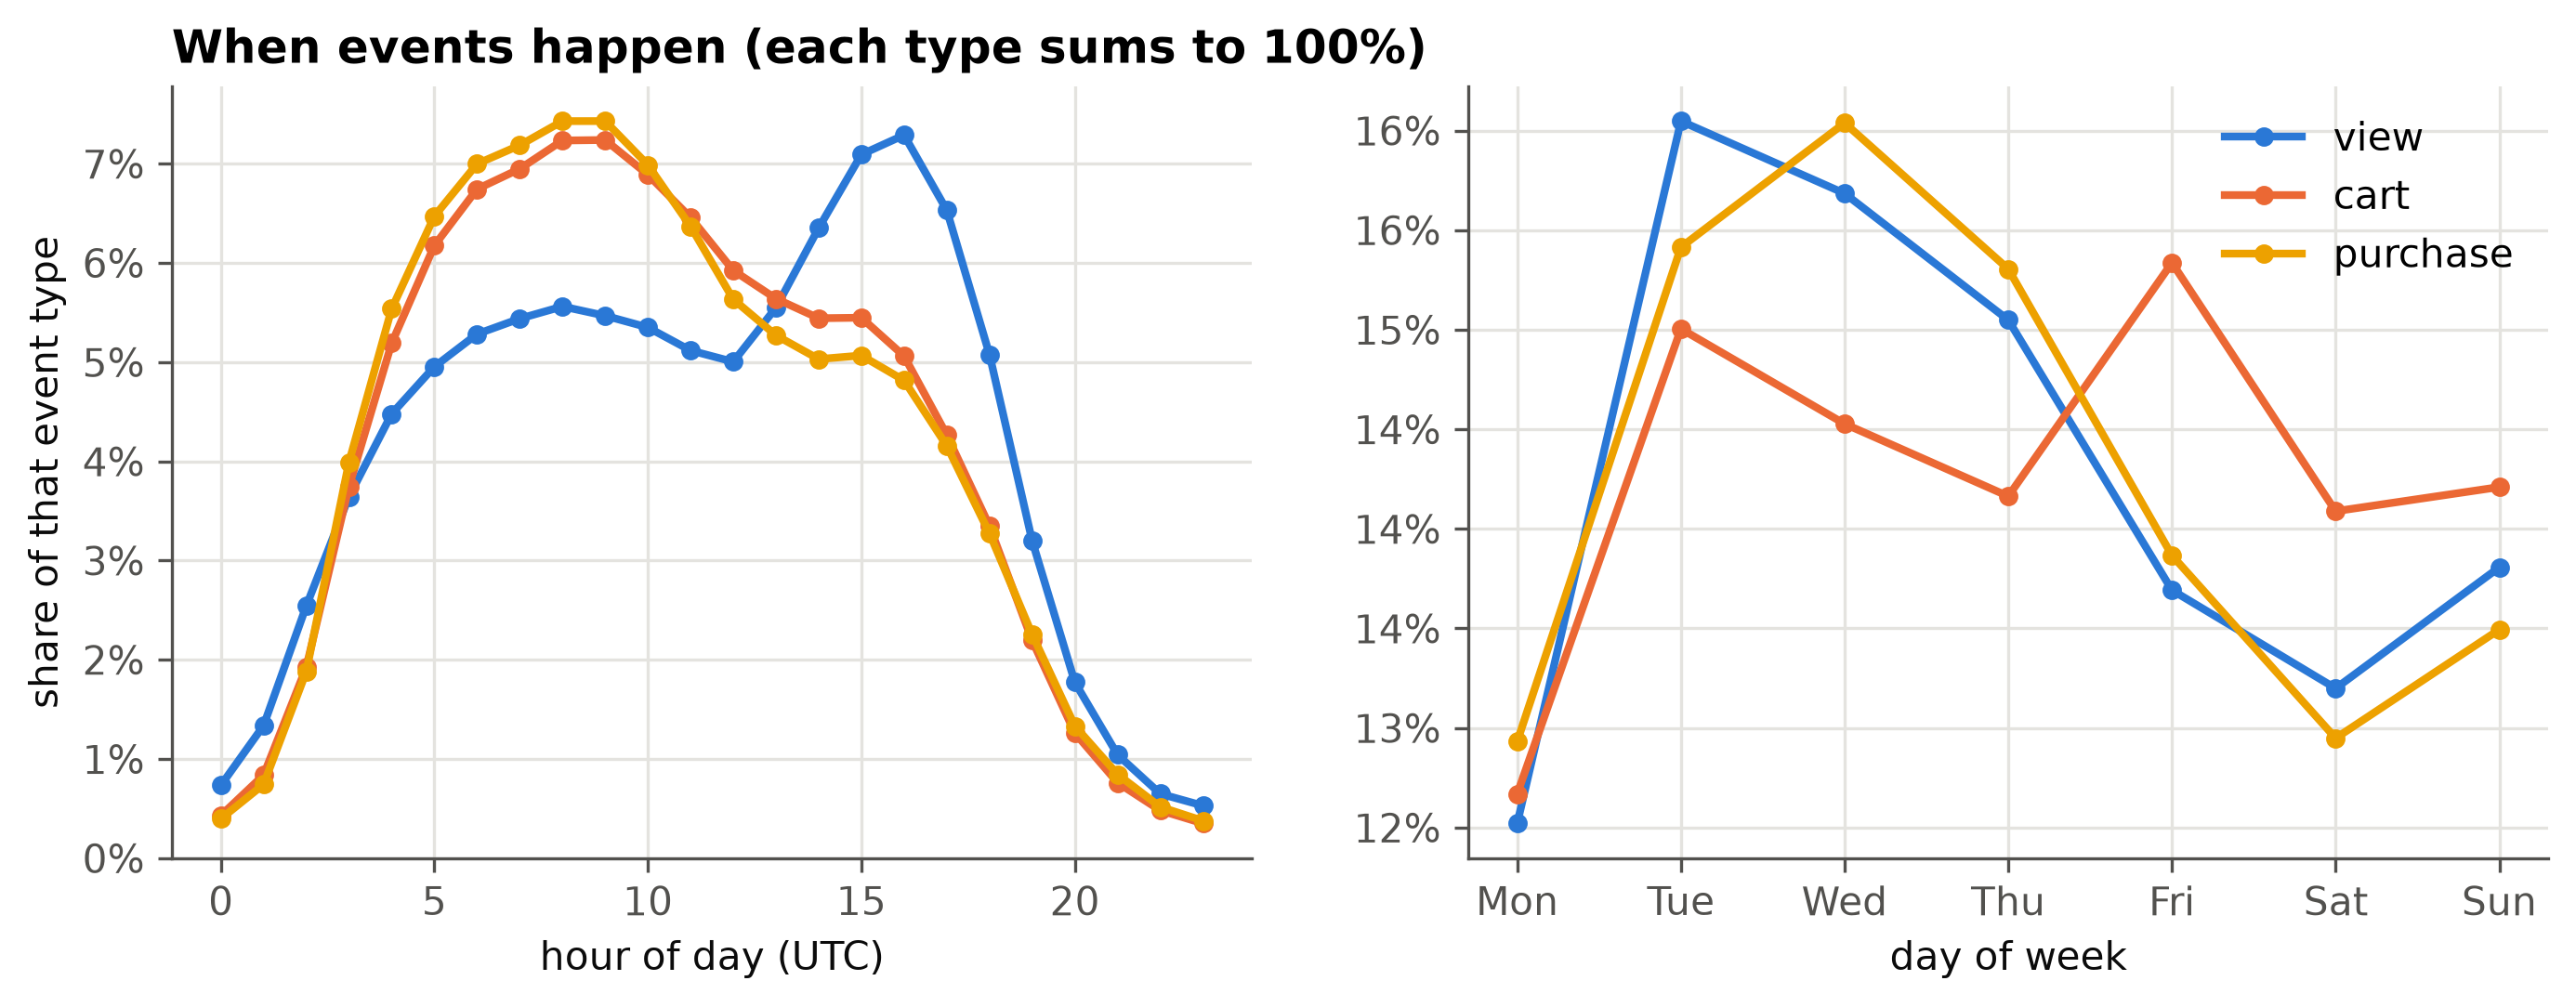 When events happen (each type sums to 100%)
share of that event type
7%
6%
5%
4%
3%
2%
1%
0%
0 5 10 15 20
hour of day (UTC)
16%
16%
15%
14%
14%
14%
13%
12%
Mon Tue Wed Thu Fri Sat Sun
day of week
view
cart
purchase